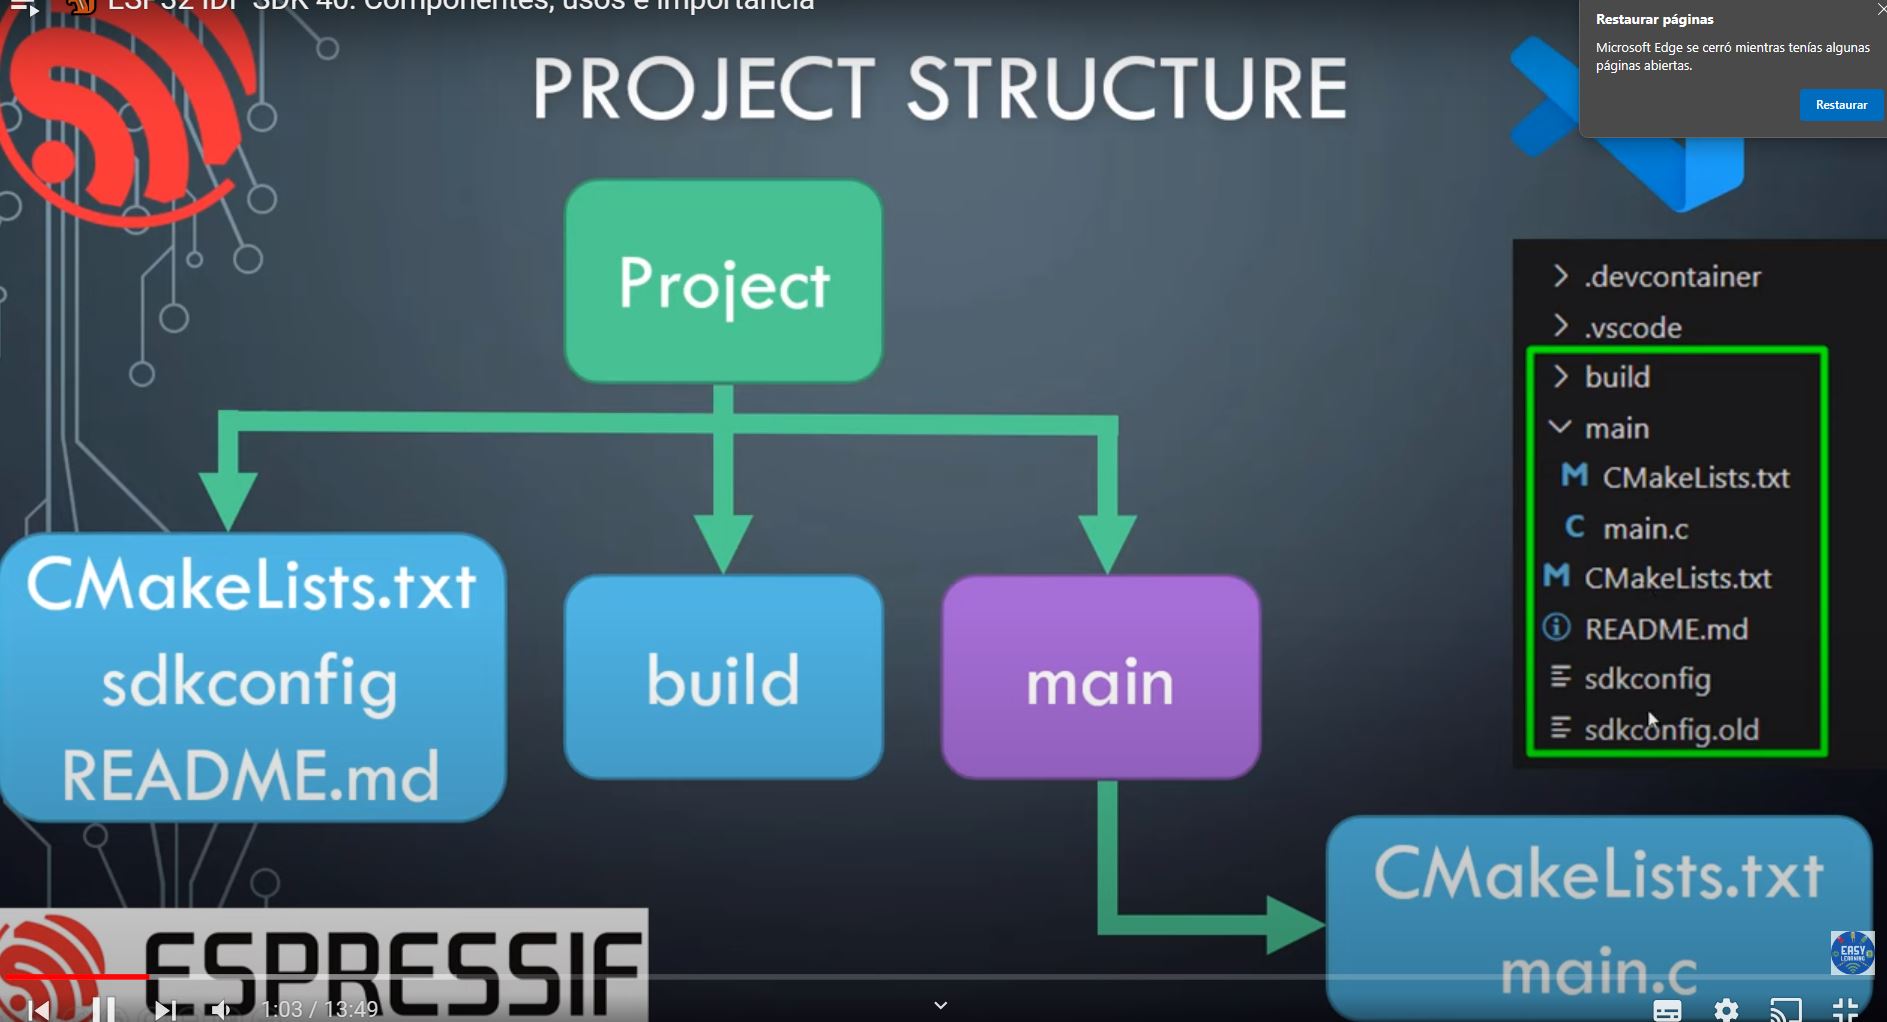 ESP32 IDF SDK 40: Componentes, usos e importancia
Restaurar páginas
Microsoft Edge se cerró mientras tenías algunas
páginas abiertas.
Restaurar
PROJECT STRUCTURE
Project
.devcontainer
.vscode
build
main
CMakeLists.txt
main.c
CMakeLists.txt
README.md
sdkconfig
sdkconfig.old
CMakeLists.txt
sdkconfig
README.md
build
main
CMakeLists.txt
main.c
ESPRESSIF
EASY
LEARNING
1:03 / 13:49